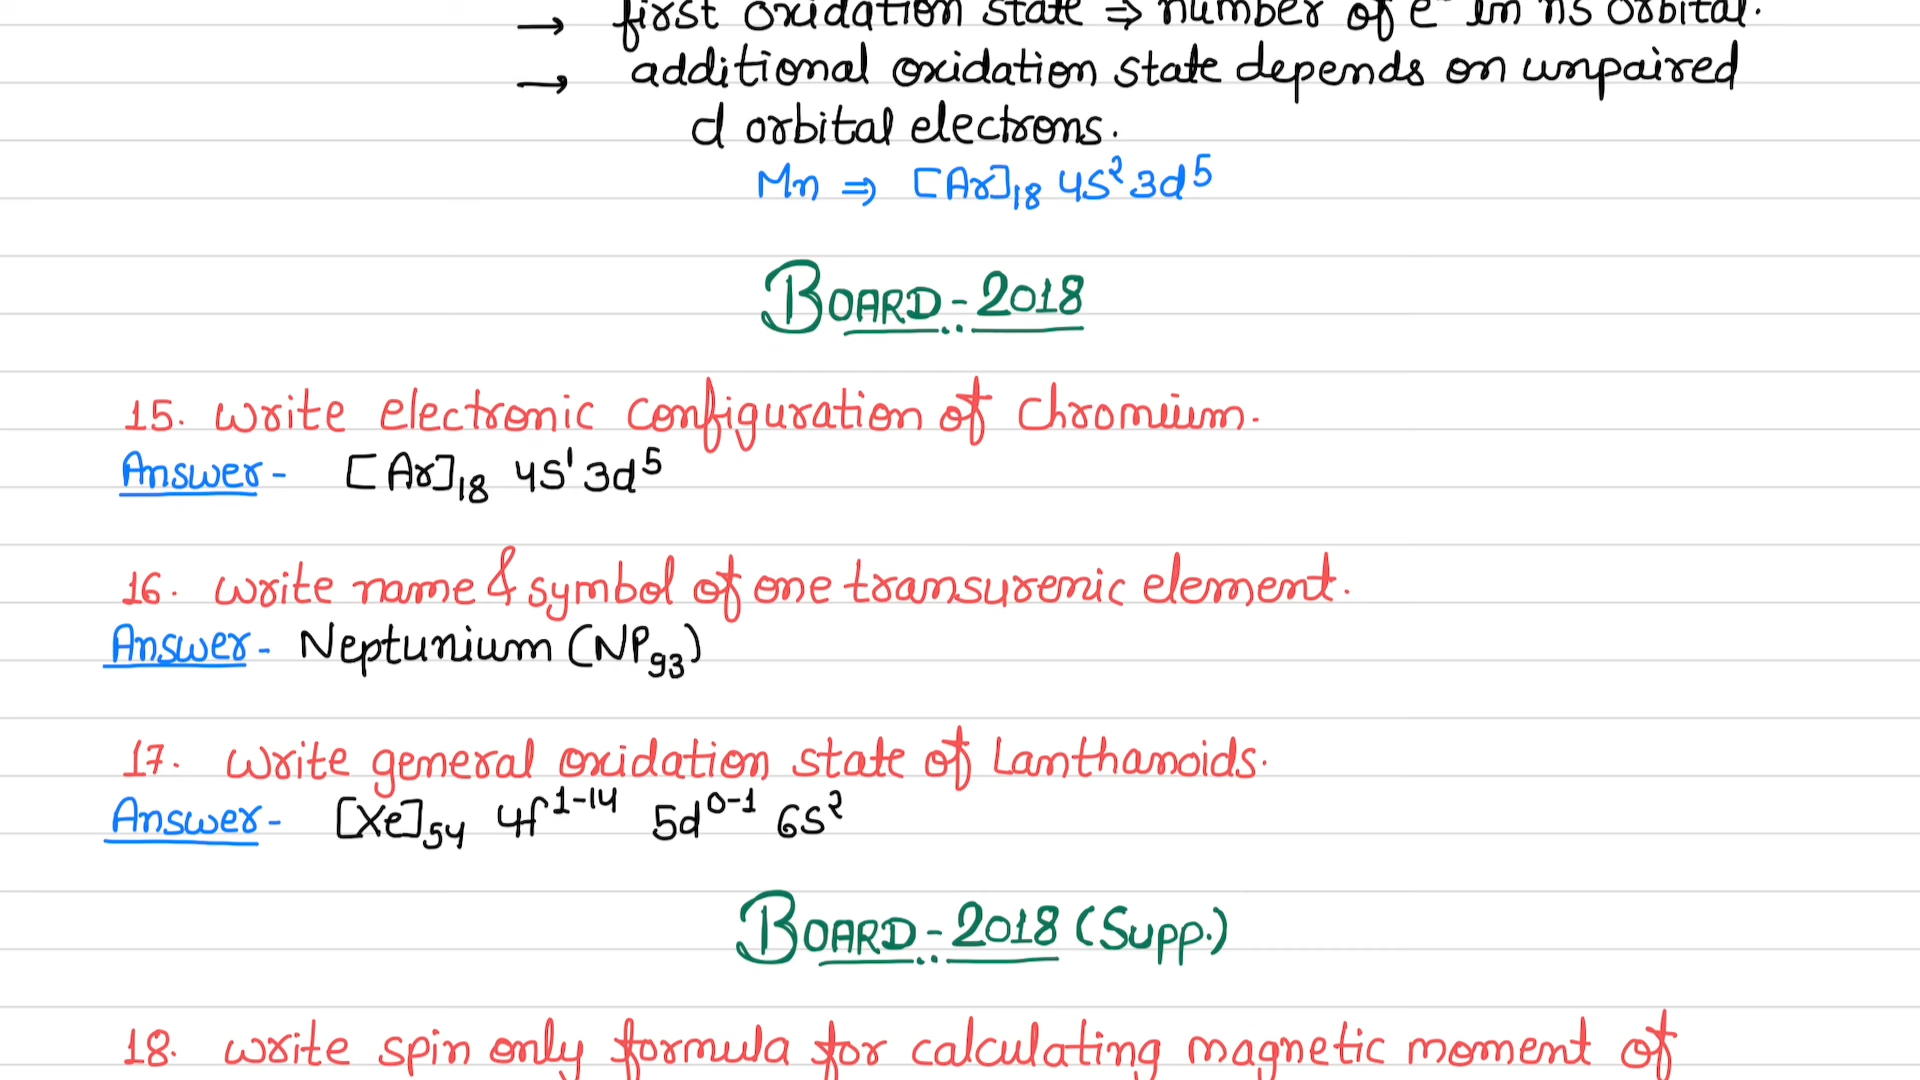 → first oxidation state ⇒ number of e⁻ in ns orbital.
→ additional oxidation state depends on unpaired
d orbital electrons.
Mn ⇒ [Ar]₁₈ 4s² 3d⁵
BOARD - 2018
15. write electronic configuration of chromium.
Answer - [Ar]₁₈ 4s¹ 3d⁵
16. write name & symbol of one transurenic element.
Answer - Neptunium (NP₉₃)
17. write general oxidation state of Lanthanoids.
Answer - [Xe]₅₄ 4f¹⁻¹⁴ 5d⁰⁻¹ 6s²
BOARD - 2018 (Supp.)
18. write spin only formula for calculating magnetic moment of